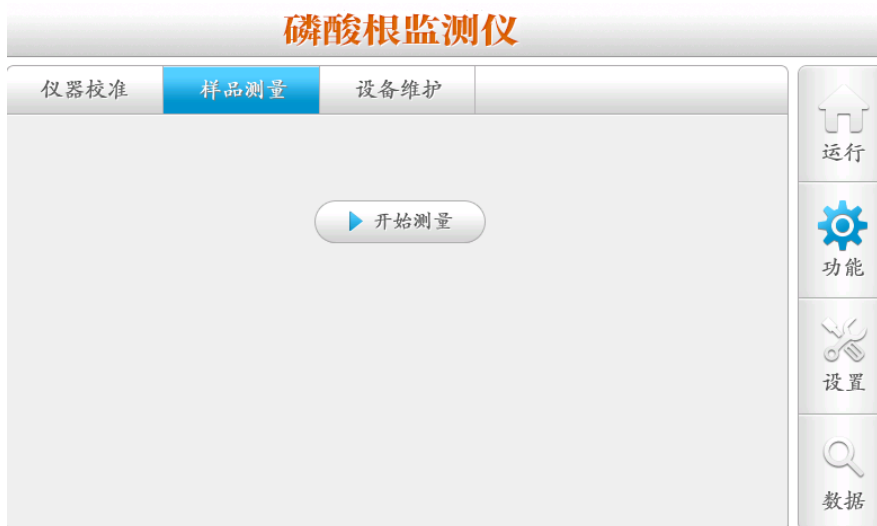 磷酸根监测仪
仪器校准 样品测量 设备维护
运行
开始测量
功能
设置
数据